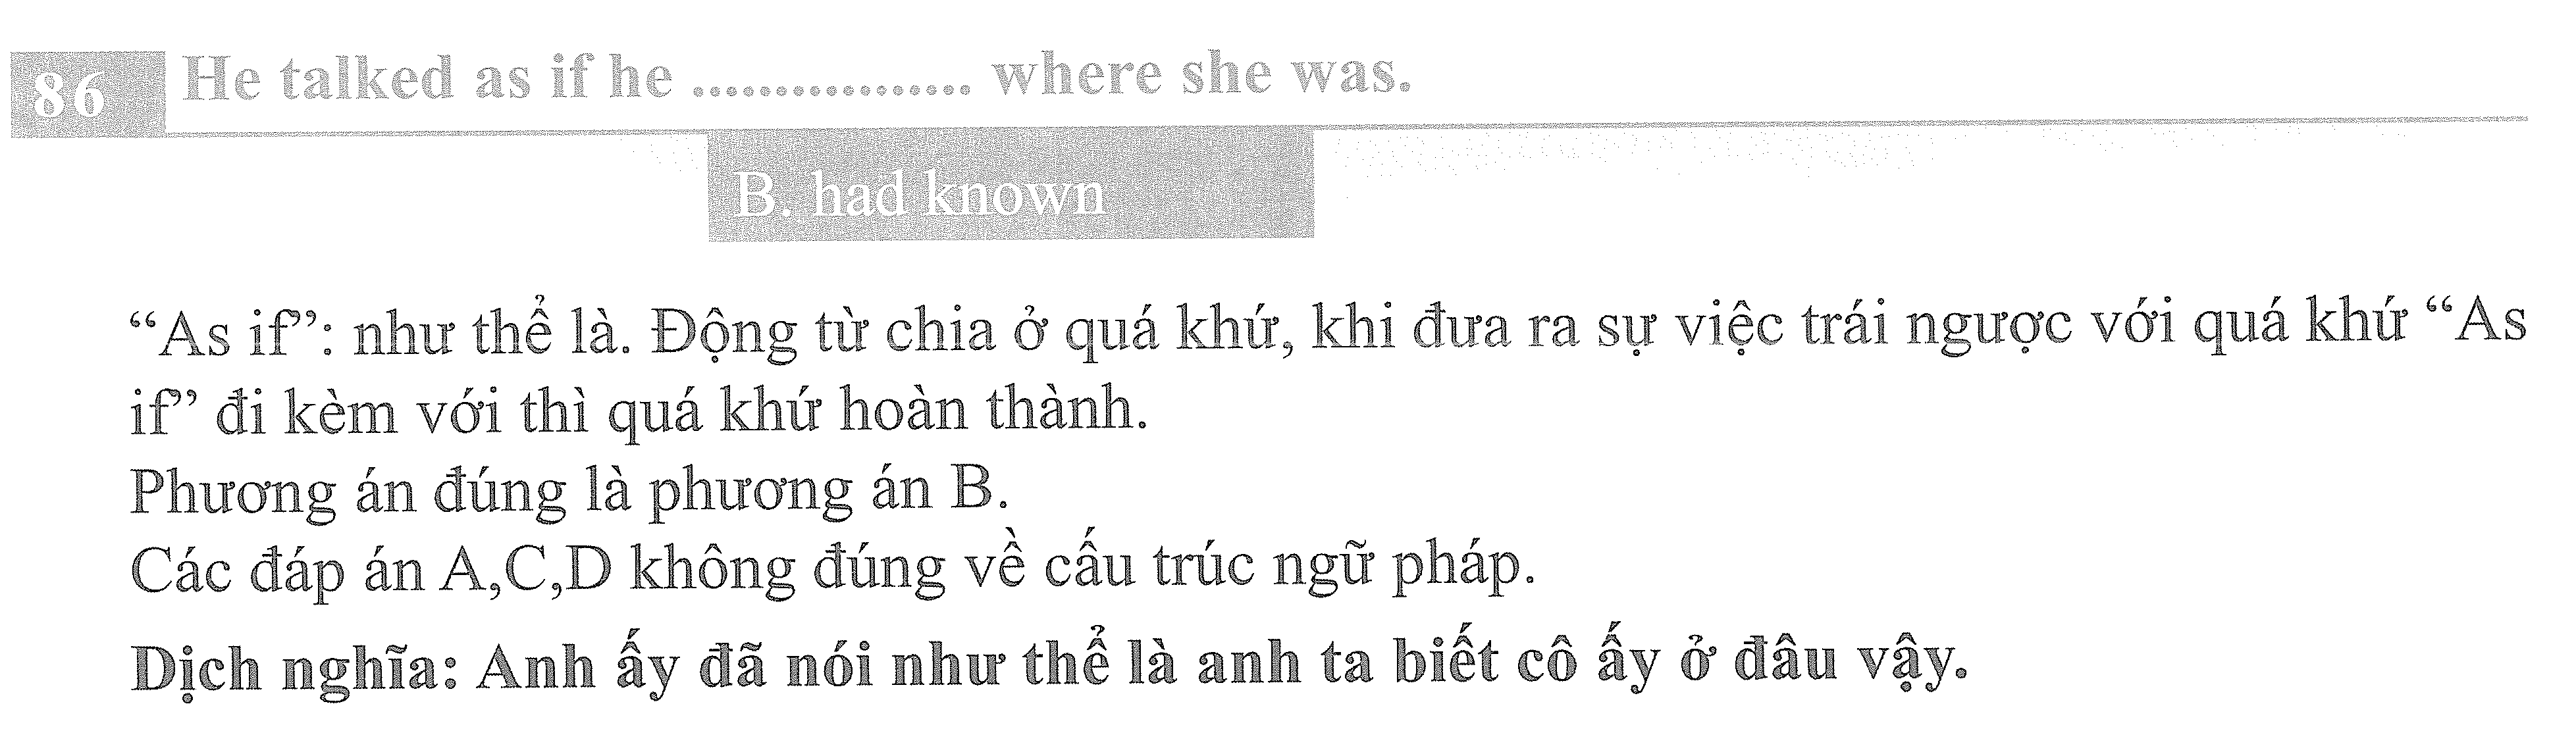 86 He talked as if he ................. where she was.
B. had known
“As if”: như thể là. Động từ chia ở quá khứ, khi đưa ra sự việc trái ngược với quá khứ “As
if” đi kèm với thì quá khứ hoàn thành.
Phương án đúng là phương án B.
Các đáp án A,C,D không đúng về cấu trúc ngữ pháp.
Dịch nghĩa: Anh ấy đã nói như thể là anh ta biết cô ấy ở đâu vậy.